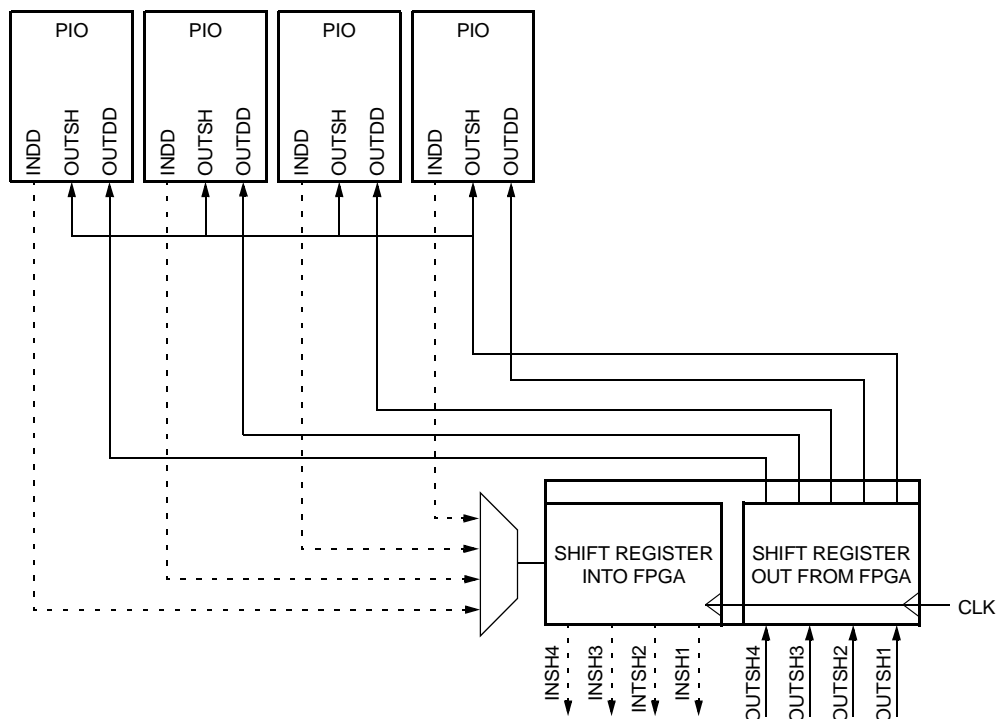 PIO
PIO
PIO
PIO
INDD
OUTSH
OUTDD
INDD
OUTSH
OUTDD
INDD
OUTSH
OUTDD
INDD
OUTSH
OUTDD
SHIFT REGISTER
INTO FPGA
SHIFT REGISTER
OUT FROM FPGA
CLK
INSH4
INSH3
INTSH2
INSH1
OUTSH4
OUTSH3
OUTSH2
OUTSH1